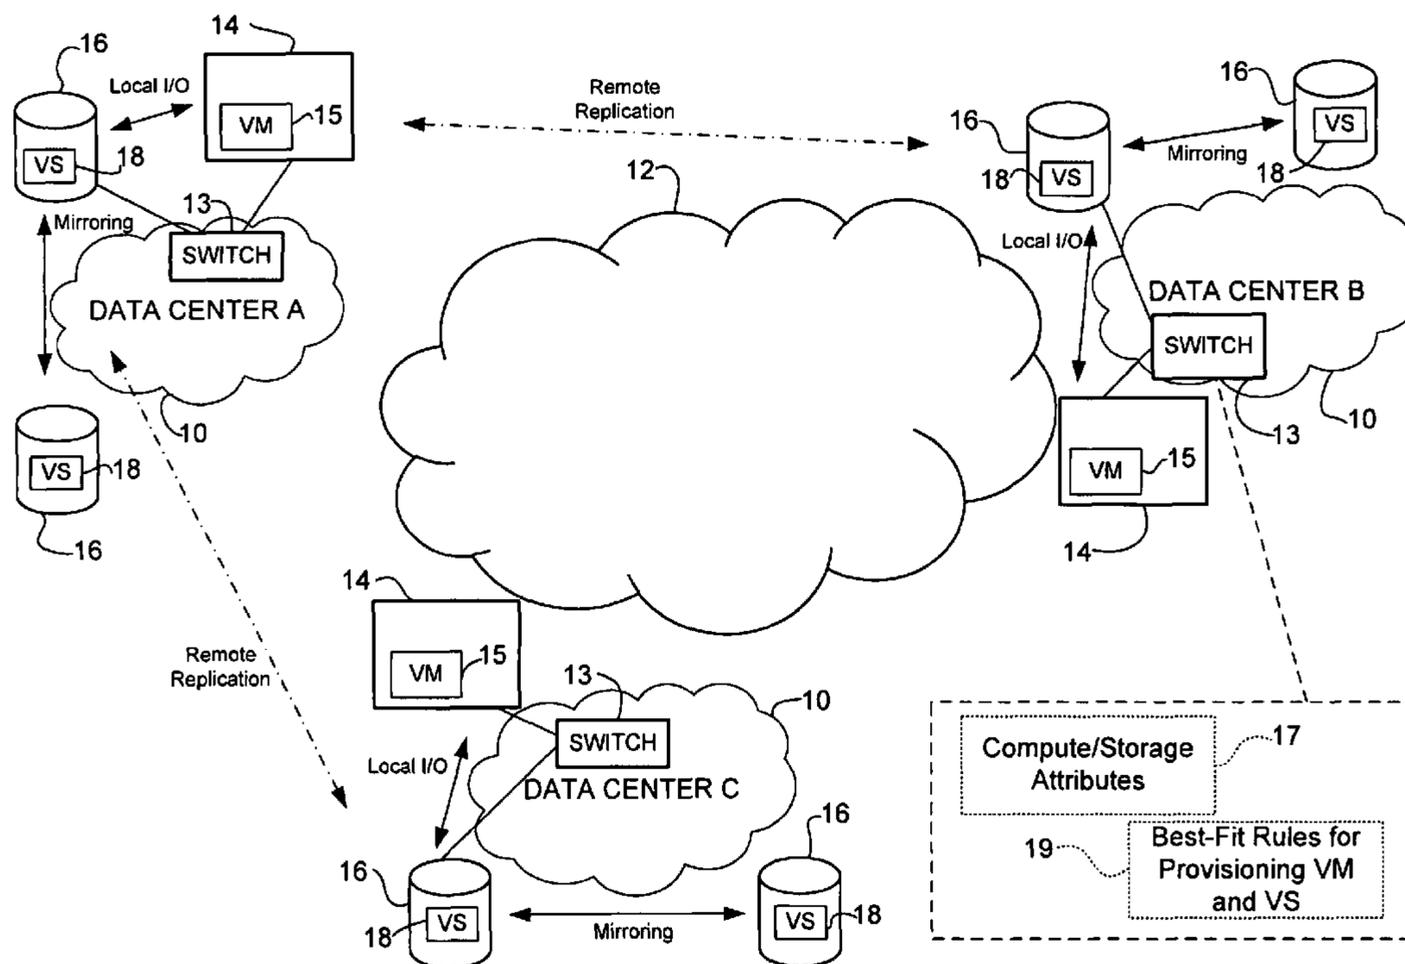 14
16
Local I/O
VM
15
VS
18
Mirroring
13
SWITCH
DATA CENTER A
10
VS
18
16
Remote
Replication
12
16
16
VS
18
VS
18
Mirroring
Local I/O
DATA CENTER B
SWITCH
13
10
VM
15
14
Remote
Replication
14
VM
15
13
SWITCH
10
DATA CENTER C
Local I/O
16
VS
18
Mirroring
16
VS
18
Compute/Storage
Attributes
17
19
Best-Fit Rules for
Provisioning VM
and VS